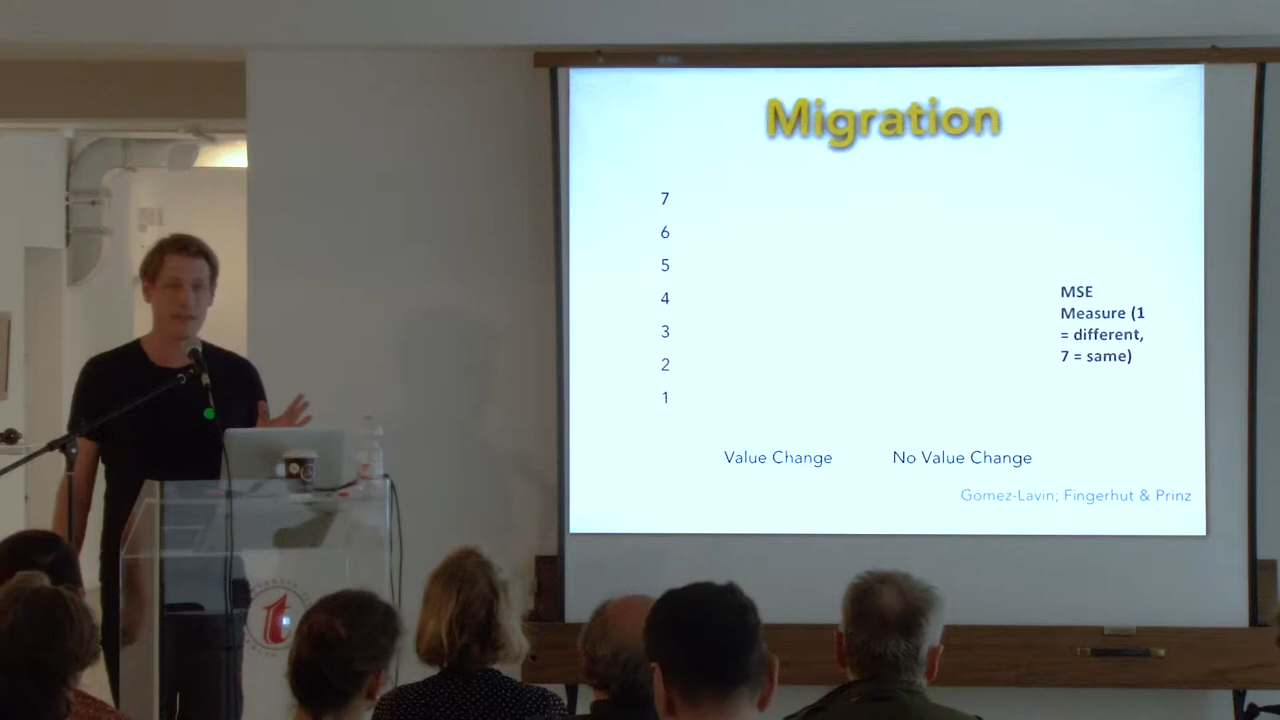 Migration
7
6
5
4
3
2
1
MSE
Measure (1
= different,
7 = same)
Value Change
No Value Change
Gomez-Lavin; Fingerhut & Prinz
t